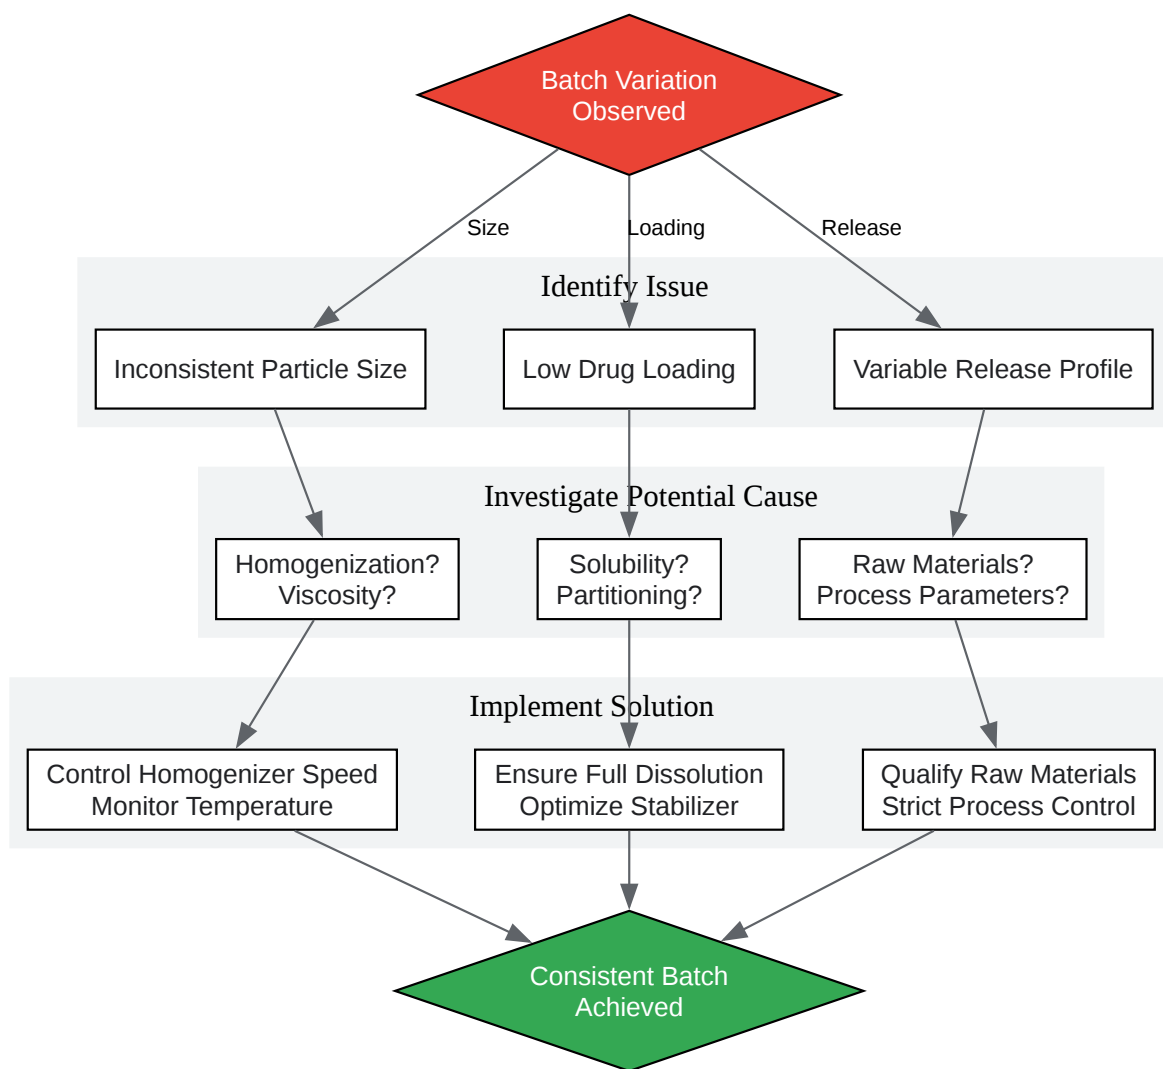 Batch Variation
Observed
Size
Loading
Release
Identify Issue
Inconsistent Particle Size
Low Drug Loading
Variable Release Profile
Investigate Potential Cause
Homogenization?
Viscosity?
Solubility?
Partitioning?
Raw Materials?
Process Parameters?
Implement Solution
Control Homogenizer Speed
Monitor Temperature
Ensure Full Dissolution
Optimize Stabilizer
Qualify Raw Materials
Strict Process Control
Consistent Batch
Achieved